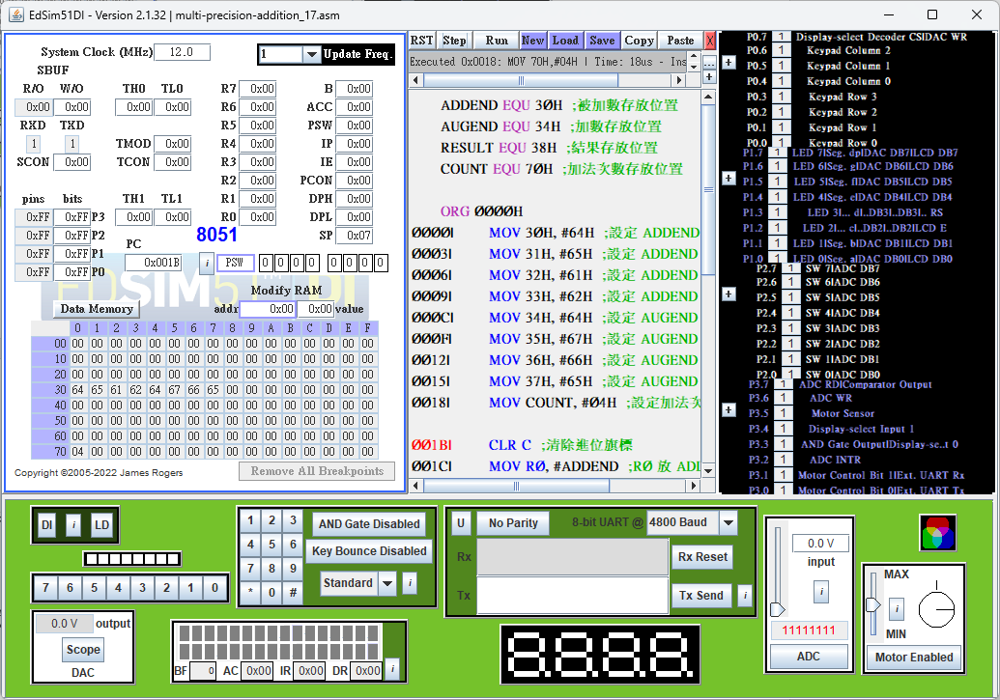 EdSim51DI - Version 2.1.32 | multi-precision-addition_17.asm
System Clock (MHz) 12.0 1 Update Freq.
SBUF
R/O W/O TH0 TL0 R7 0x00 B 0x00
0x00 0x00 0x00 0x00 R6 0x00 ACC 0x00
RXD TXD R5 0x00 PSW 0x00
1 1 TMOD 0x00 R4 0x00 IP 0x00
SCON 0x00 TCON 0x00 R3 0x00 IE 0x00
R2 0x00 PCON 0x00
pins bits TH1 TL1 R1 0x00 DPH 0x00
0xFF 0xFF P3 0x00 0x00 R0 0x00 DPL 0x00
0xFF 0xFF P2 8051 SP 0x07
0xFF 0xFF P1 PC
0xFF 0xFF P0 0x001B i PSW 0 0 0 0 0 0 0 0
EDSIM51DI
Modify RAM
Data Memory addr 0x00 0x00 value
0 1 2 3 4 5 6 7 8 9 A B C D E F
00 00 00 00 00 00 00 00 00 00 00 00 00 00 00 00 00
10 00 00 00 00 00 00 00 00 00 00 00 00 00 00 00 00
20 00 00 00 00 00 00 00 00 00 00 00 00 00 00 00 00
30 64 65 61 62 64 67 66 65 00 00 00 00 00 00 00 00
40 00 00 00 00 00 00 00 00 00 00 00 00 00 00 00 00
50 00 00 00 00 00 00 00 00 00 00 00 00 00 00 00 00
60 00 00 00 00 00 00 00 00 00 00 00 00 00 00 00 00
70 04 00 00 00 00 00 00 00 00 00 00 00 00 00 00 00
Copyright ©2005-2022 James Rogers Remove All Breakpoints
RST Step Run New Load Save Copy Paste X
Executed 0x0018: MOV 70H,#04H | Time: 18us - Ins ...
ADDEND EQU 30H ;被加數存放位置
AUGEND EQU 34H ;加數存放位置
RESULT EQU 38H ;結果存放位置
COUNT EQU 70H ;加法次數存放位置
ORG 0000H
0000| MOV 30H, #64H ;設定 ADDEND
0003| MOV 31H, #65H ;設定 ADDEND
0006| MOV 32H, #61H ;設定 ADDEND
0009| MOV 33H, #62H ;設定 ADDEND
000C| MOV 34H, #64H ;設定 AUGEND
000F| MOV 35H, #67H ;設定 AUGEND
0012| MOV 36H, #66H ;設定 AUGEND
0015| MOV 37H, #65H ;設定 AUGEND
0018| MOV COUNT, #04H ;設定加法次
001B| CLR C ;清除進位旗標
001C| MOV R0, #ADDEND ;R0 放 ADD
P0.7 1 Display-select Decoder CS|DAC WR
P0.6 1 Keypad Column 2
P0.5 1 Keypad Column 1
P0.4 1 Keypad Column 0
P0.3 1 Keypad Row 3
P0.2 1 Keypad Row 2
P0.1 1 Keypad Row 1
P0.0 1 Keypad Row 0
P1.7 1 LED 7|Seg. dp|DAC DB7|LCD DB7
P1.6 1 LED 6|Seg. g|DAC DB6|LCD DB6
P1.5 1 LED 5|Seg. f|DAC DB5|LCD DB5
P1.4 1 LED 4|Seg. e|DAC DB4|LCD DB4
P1.3 1 LED 3|... d|..DB3|..DB3|.. RS
P1.2 1 LED 2|... c|..DB2|..DB2|LCD E
P1.1 1 LED 1|Seg. b|DAC DB1|LCD DB1
P1.0 1 LED 0|Seg. a|DAC DB0|LCD DB0
P2.7 1 SW 7|ADC DB7
P2.6 1 SW 6|ADC DB6
P2.5 1 SW 5|ADC DB5
P2.4 1 SW 4|ADC DB4
P2.3 1 SW 3|ADC DB3
P2.2 1 SW 2|ADC DB2
P2.1 1 SW 1|ADC DB1
P2.0 1 SW 0|ADC DB0
P3.7 1 ADC RD|Comparator Output
P3.6 1 ADC WR
P3.5 1 Motor Sensor
P3.4 1 Display-select Input 1
P3.3 1 AND Gate Output|Display-se..t 0
P3.2 1 ADC INTR
P3.1 1 Motor Control Bit 1|Ext. UART Rx
P3.0 1 Motor Control Bit 0|Ext. UART Tx
DI i LD
7 6 5 4 3 2 1 0
0.0 V output
Scope
DAC
1 2 3 AND Gate Disabled
4 5 6 Key Bounce Disabled
7 8 9
* 0 # Standard i
BF 0 AC 0x00 IR 0x00 DR 0x00 i
U No Parity 8-bit UART @ 4800 Baud
Rx Rx Reset
Tx Tx Send i
8.8.8.8.
0.0 V
input
i
11111111
ADC
MAX
i
MIN
Motor Enabled